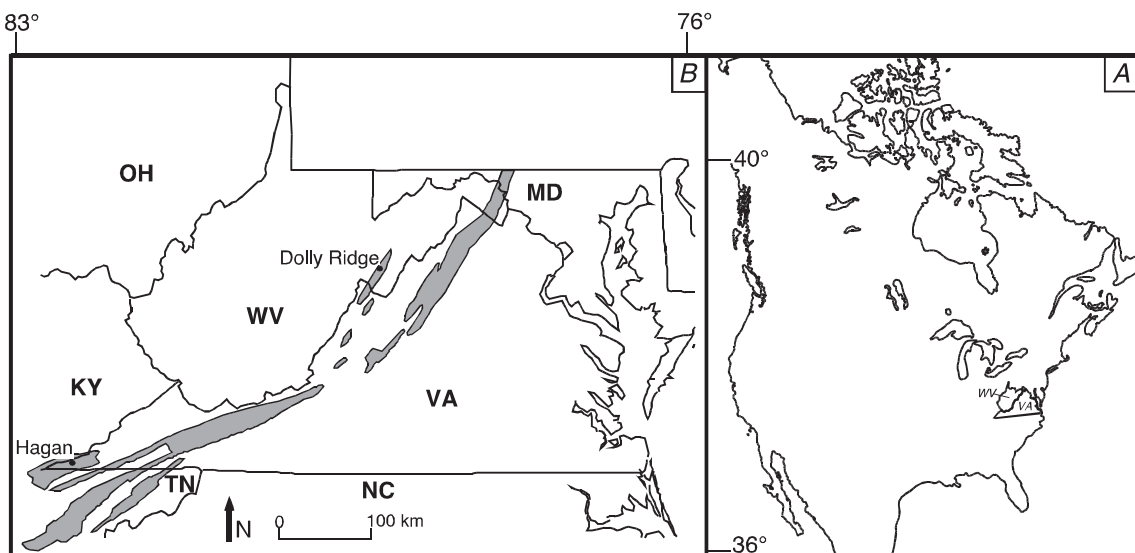 83°
76°
B
A
40°
OH
MD
Dolly Ridge
WV
KY
VA
WV
VA
Hagan
TN
NC
N
0
100 km
36°